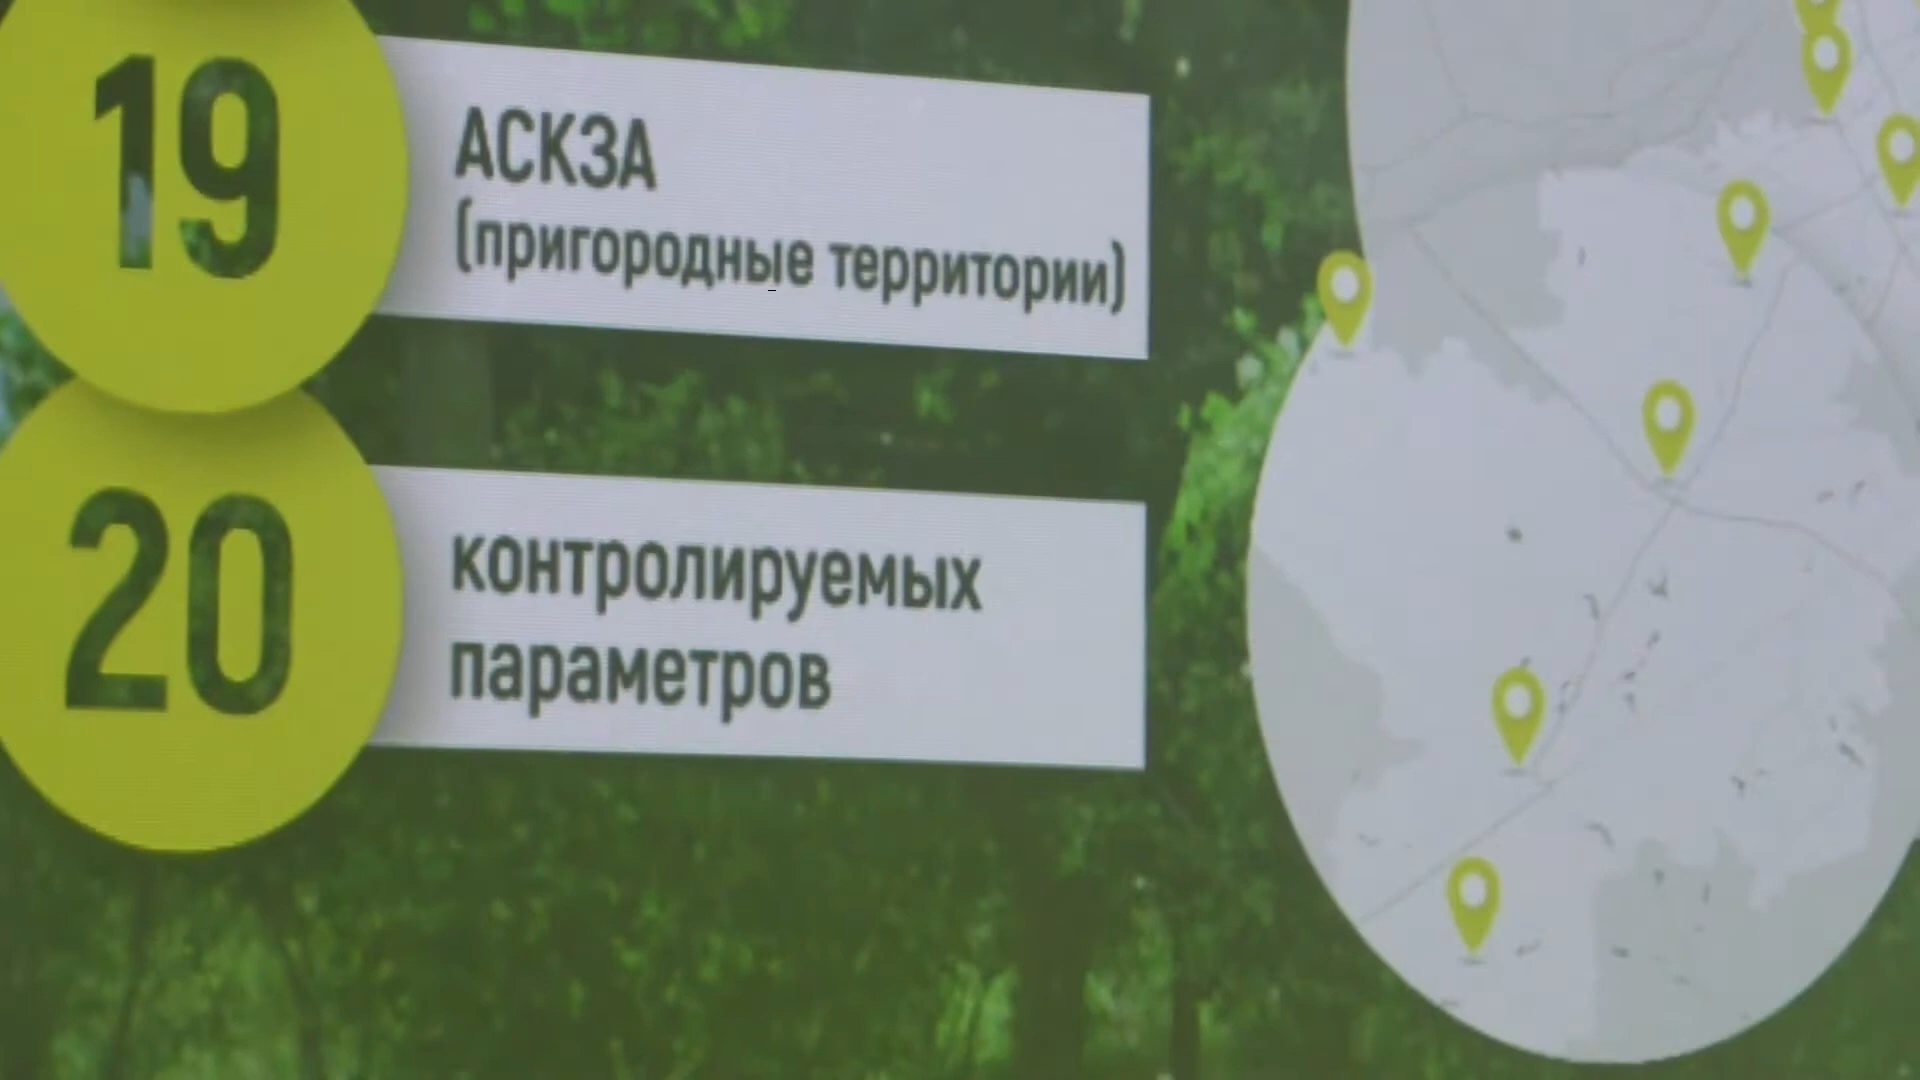 19
АСКЗА
(пригородные территории)
20
контролируемых
параметров